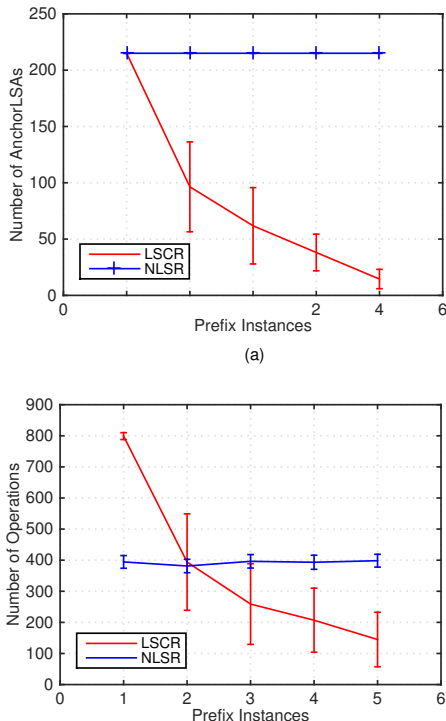 250
200
150
100
50
0
Number of AnchorLSAs
LSCR
NLSR
0 2 4 6
Prefix Instances
(a)
900
800
700
600
500
400
300
200
100
0
Number of Operations
LSCR
NLSR
0 1 2 3 4 5 6
Prefix Instances